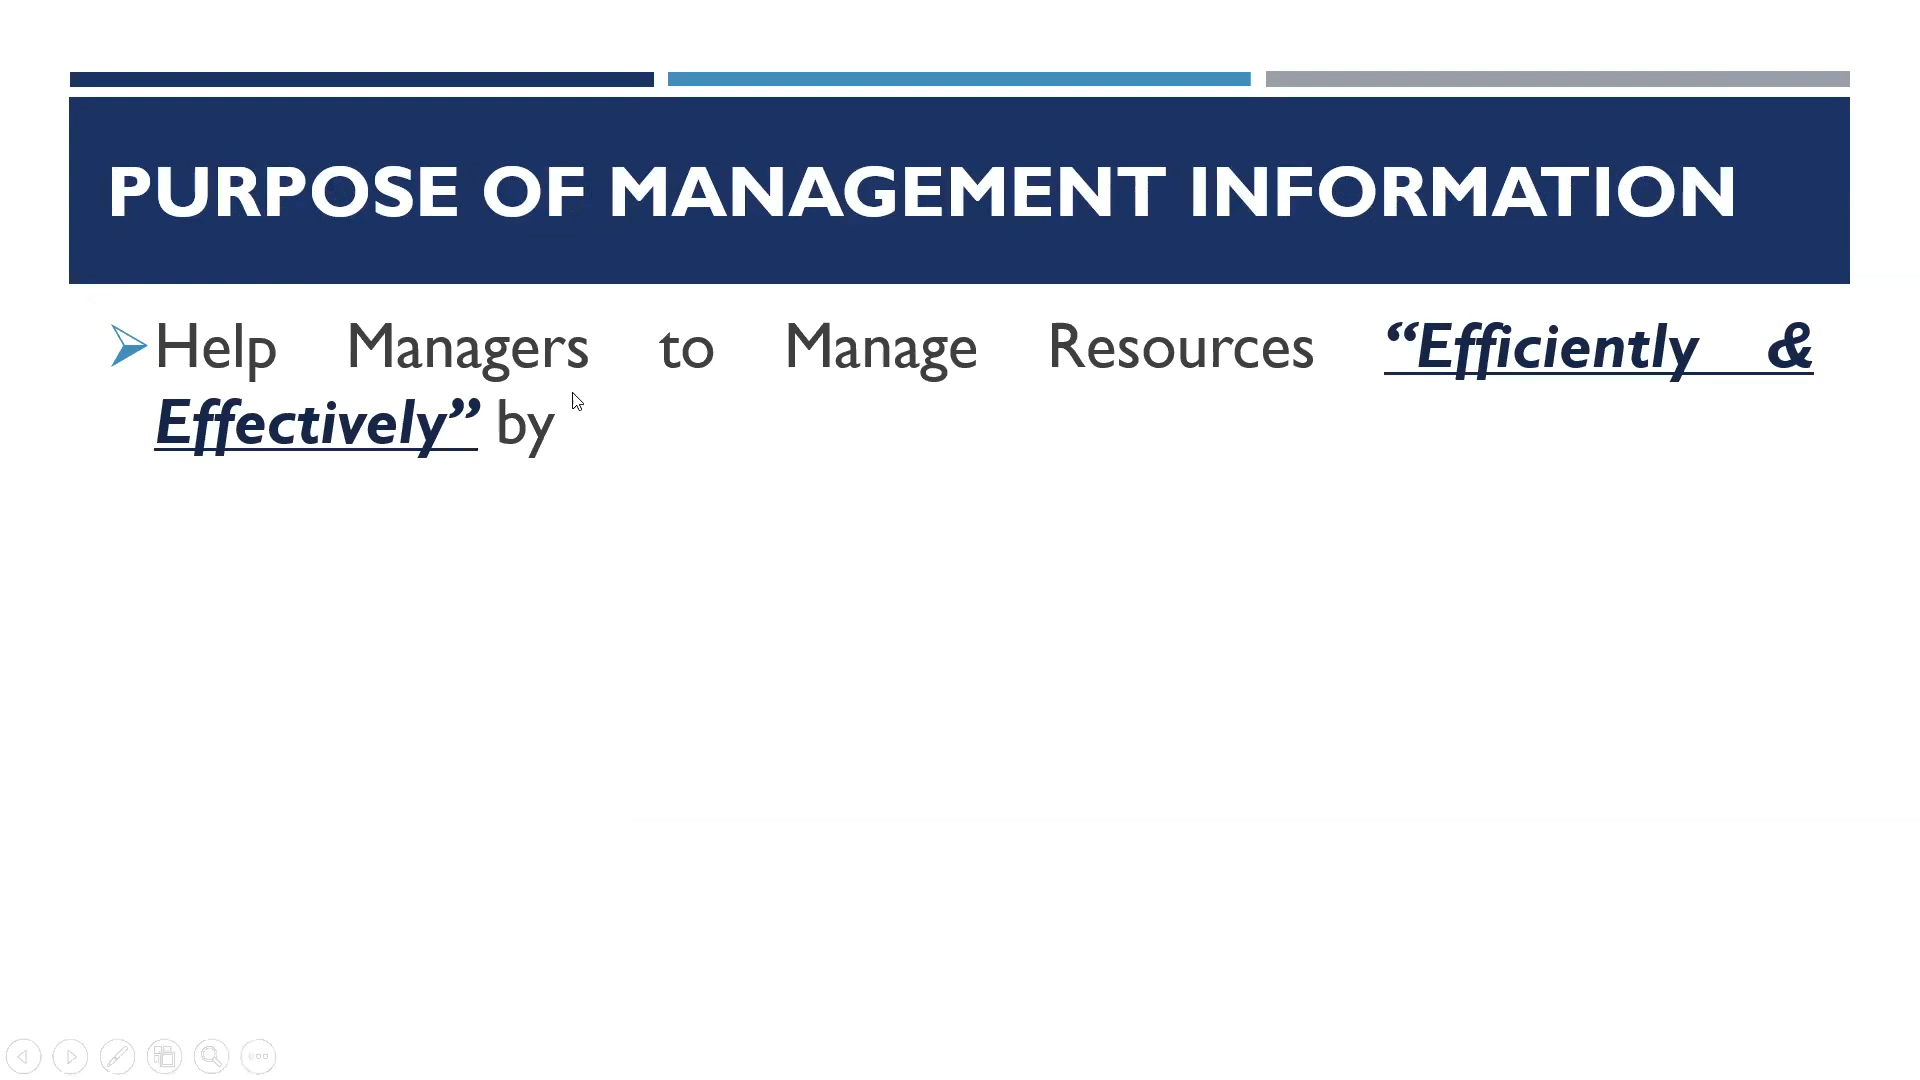 PURPOSE OF MANAGEMENT INFORMATION
Help Managers to Manage Resources “Efficiently &
Effectively” by